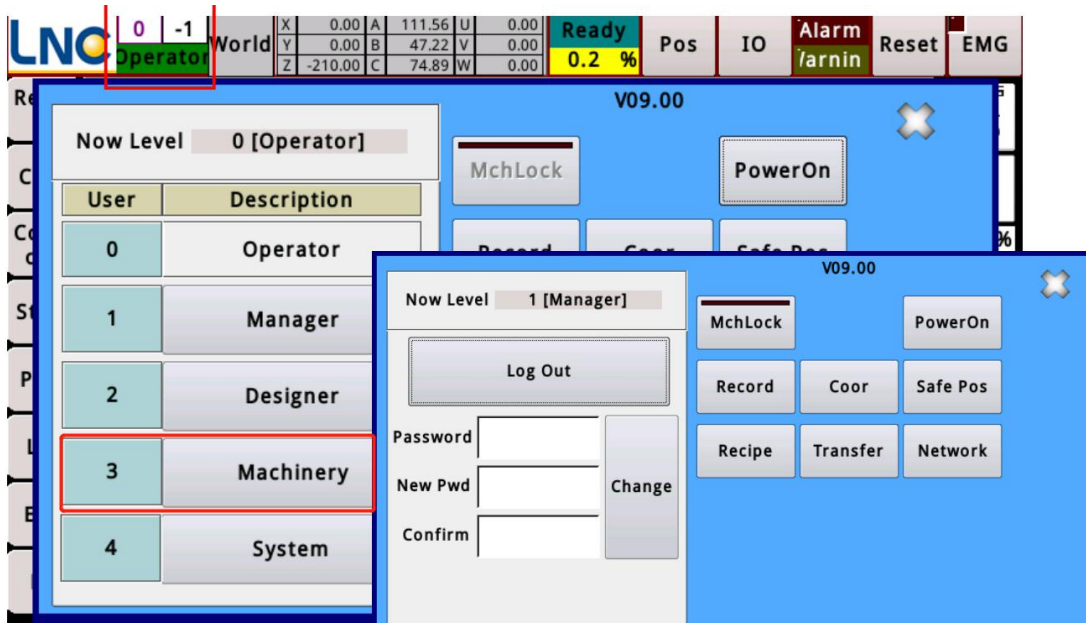 LNC 0 -1 World X 0.00 A 111.56 U 0.00 Ready Pos IO Alarm Reset EMG
Operator Y 0.00 B 47.22 V 0.00 0.2 % /arnin
Z -210.00 C 74.89 W 0.00
Re V09.00
Now Level 0 [Operator]
MchLock PowerOn
User Description
0 Operator
1 Manager
2 Designer
3 Machinery
4 System
%
V09.00
Now Level 1 [Manager]
MchLock PowerOn
Log Out
Record Coor Safe Pos
Password
Recipe Transfer Network
New Pwd Change
Confirm